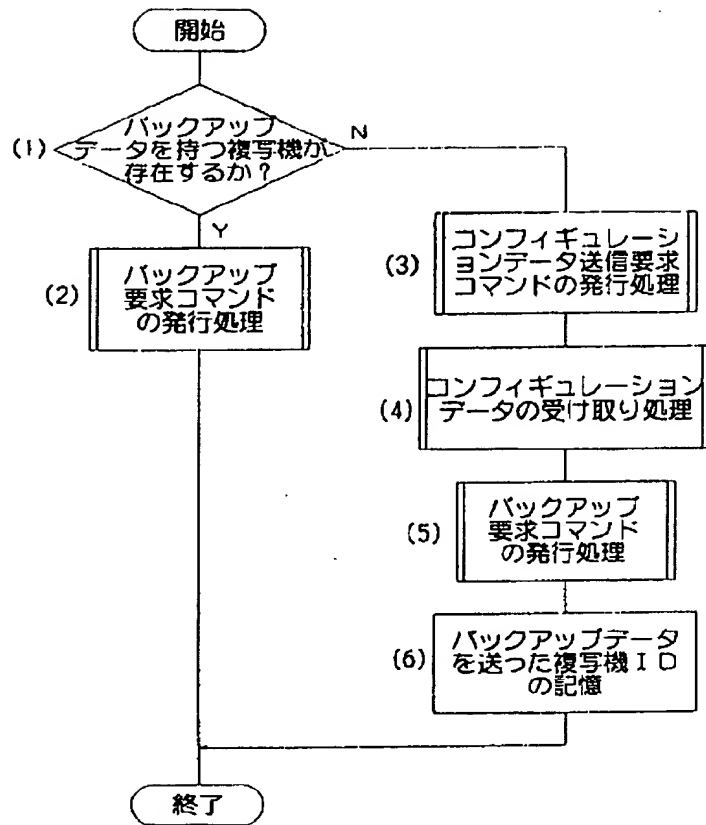 開始
(1)
バックアップ
データを持つ複写機が
存在するか？
N
Y
(2)
バックアップ
要求コマンド
の発行処理
(3)
コンフィギュレーシ
ョンデータ送信要求
コマンドの発行処理
(4)
コンフィギュレーション
データの受け取り処理
(5)
バックアップ
要求コマンド
の発行処理
(6)
バックアップデータ
を送った複写機ＩＤ
の記憶
終了